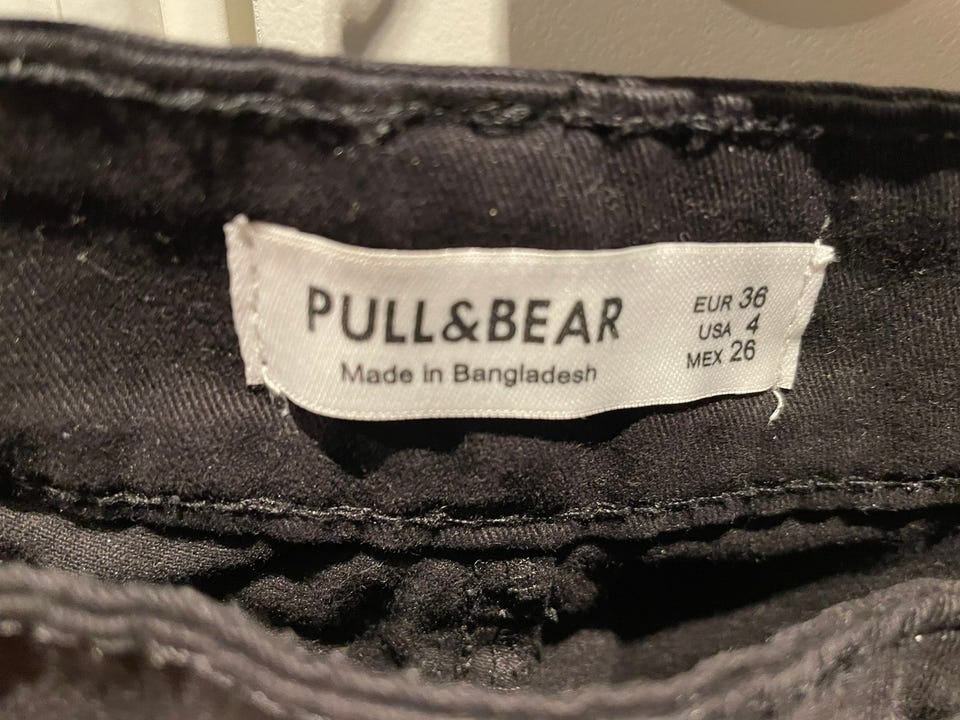 PULL&BEAR
Made in Bangladesh
EUR 36
USA 4
MEX 26